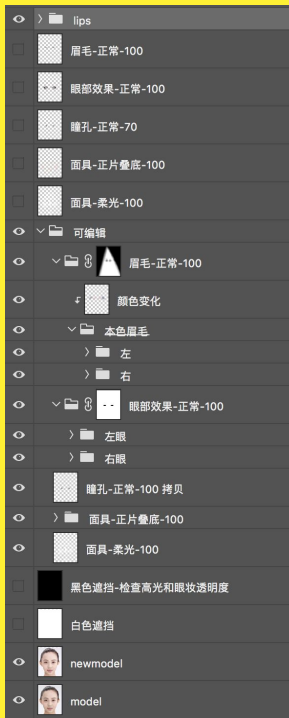 lips
眉毛-正常-100
眼部效果-正常-100
瞳孔-正常-70
面具-正片叠底-100
面具-柔光-100
可编辑
眉毛-正常-100
颜色变化
本色眉毛
左
右
眼部效果-正常-100
左眼
右眼
瞳孔-正常-100 拷贝
面具-正片叠底-100
面具-柔光-100
黑色遮挡-检查高光和眼妆透明度
白色遮挡
newmodel
model